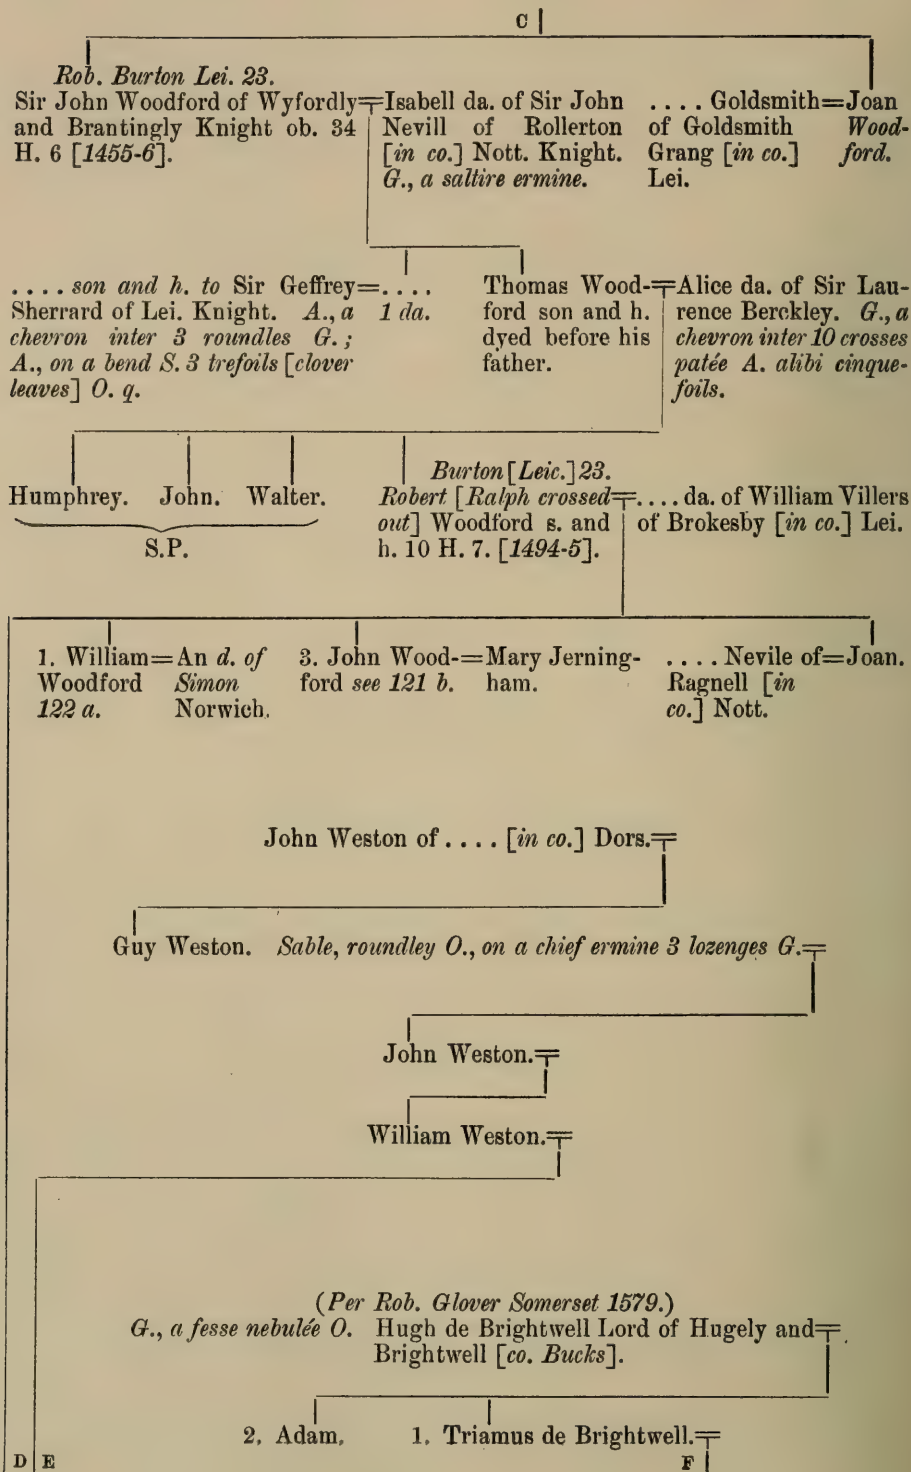 C
Rob. Burton Lei. 23.
Sir John Woodford of Wyfordly=Isabell da. of Sir John .... Goldsmith=Joan
and Brantingly Knight ob. 34 Nevill of Rollerton of Goldsmith Wood-
H. 6 [1455-6]. [in co.] Nott. Knight. Grang [in co.] ford.
G., a saltire ermine. Lei.
.... son and h. to Sir Geffrey=.... Thomas Wood-=Alice da. of Sir Lau-
Sherrard of Lei. Knight. A., a 1 da. ford son and h. rence Berckley. G., a
chevron inter 3 roundles G.; dyed before his chevron inter 10 crosses
A., on a bend S. 3 trefoils [clover father. patée A. alibi cinque-
leaves] O. q. foils.
Burton [Leic.] 23.
Humphrey. John. Walter. Robert [Ralph crossed=.... da. of William Villers
out] Woodford s. and of Brokesby [in co.] Lei.
S.P. h. 10 H. 7. [1494-5].
1. William=An d. of 3. John Wood-=Mary Jerning- .... Nevile of=Joan.
Woodford Simon ford see 121 b. ham. Ragnell [in
122 a. Norwich. co.] Nott.
John Weston of .... [in co.] Dors.=
Guy Weston. Sable, roundley O., on a chief ermine 3 lozenges G.=
John Weston.=
William Weston.=
(Per Rob. Glover Somerset 1579.)
G., a fesse nebulée O. Hugh de Brightwell Lord of Hugely and=
Brightwell [co. Bucks].
2. Adam. 1. Triamus de Brightwell.=
D E F